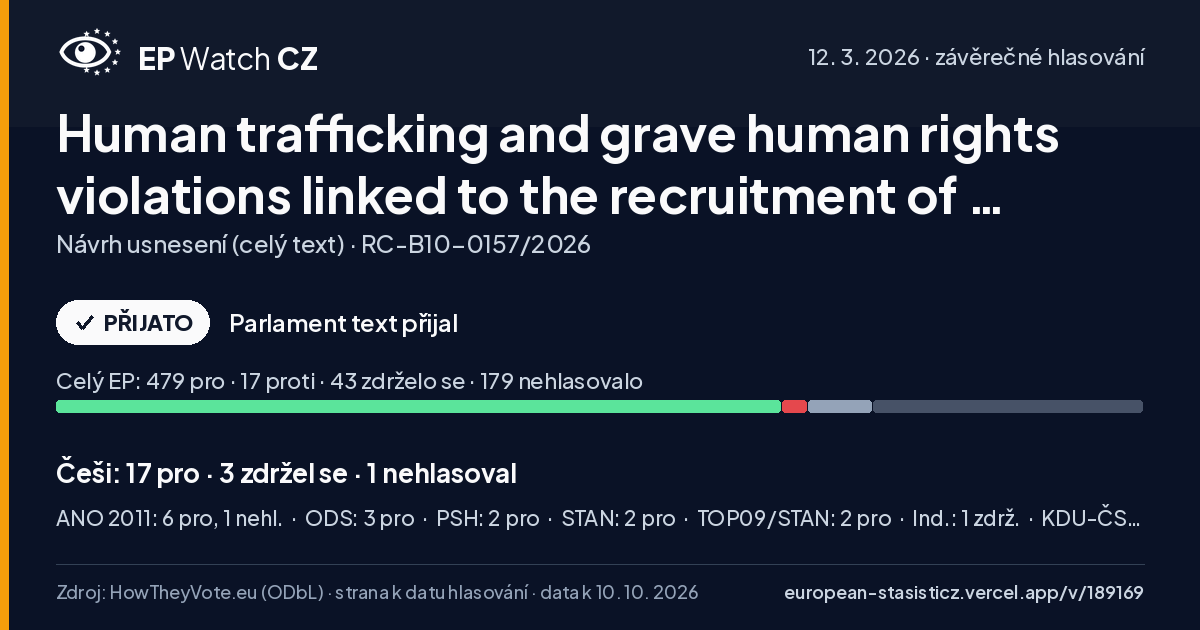 EP Watch CZ
12. 3. 2026 · závěrečné hlasování
Human trafficking and grave human rights
violations linked to the recruitment of …
Návrh usnesení (celý text) · RC-B10-0157/2026
✓ PŘIJATO
Parlament text přijal
Celý EP: 479 pro · 17 proti · 43 zdrželo se · 179 nehlasovalo
Češi: 17 pro · 3 zdržel se · 1 nehlasoval
ANO 2011: 6 pro, 1 nehl. · ODS: 3 pro · PSH: 2 pro · STAN: 2 pro · TOP09/STAN: 2 pro · Ind.: 1 zdrž. · KDU-ČS…
Zdroj: HowTheyVote.eu (ODbL) · strana k datu hlasování · data k 10. 10. 2026
european-stasisticz.vercel.app/v/189169